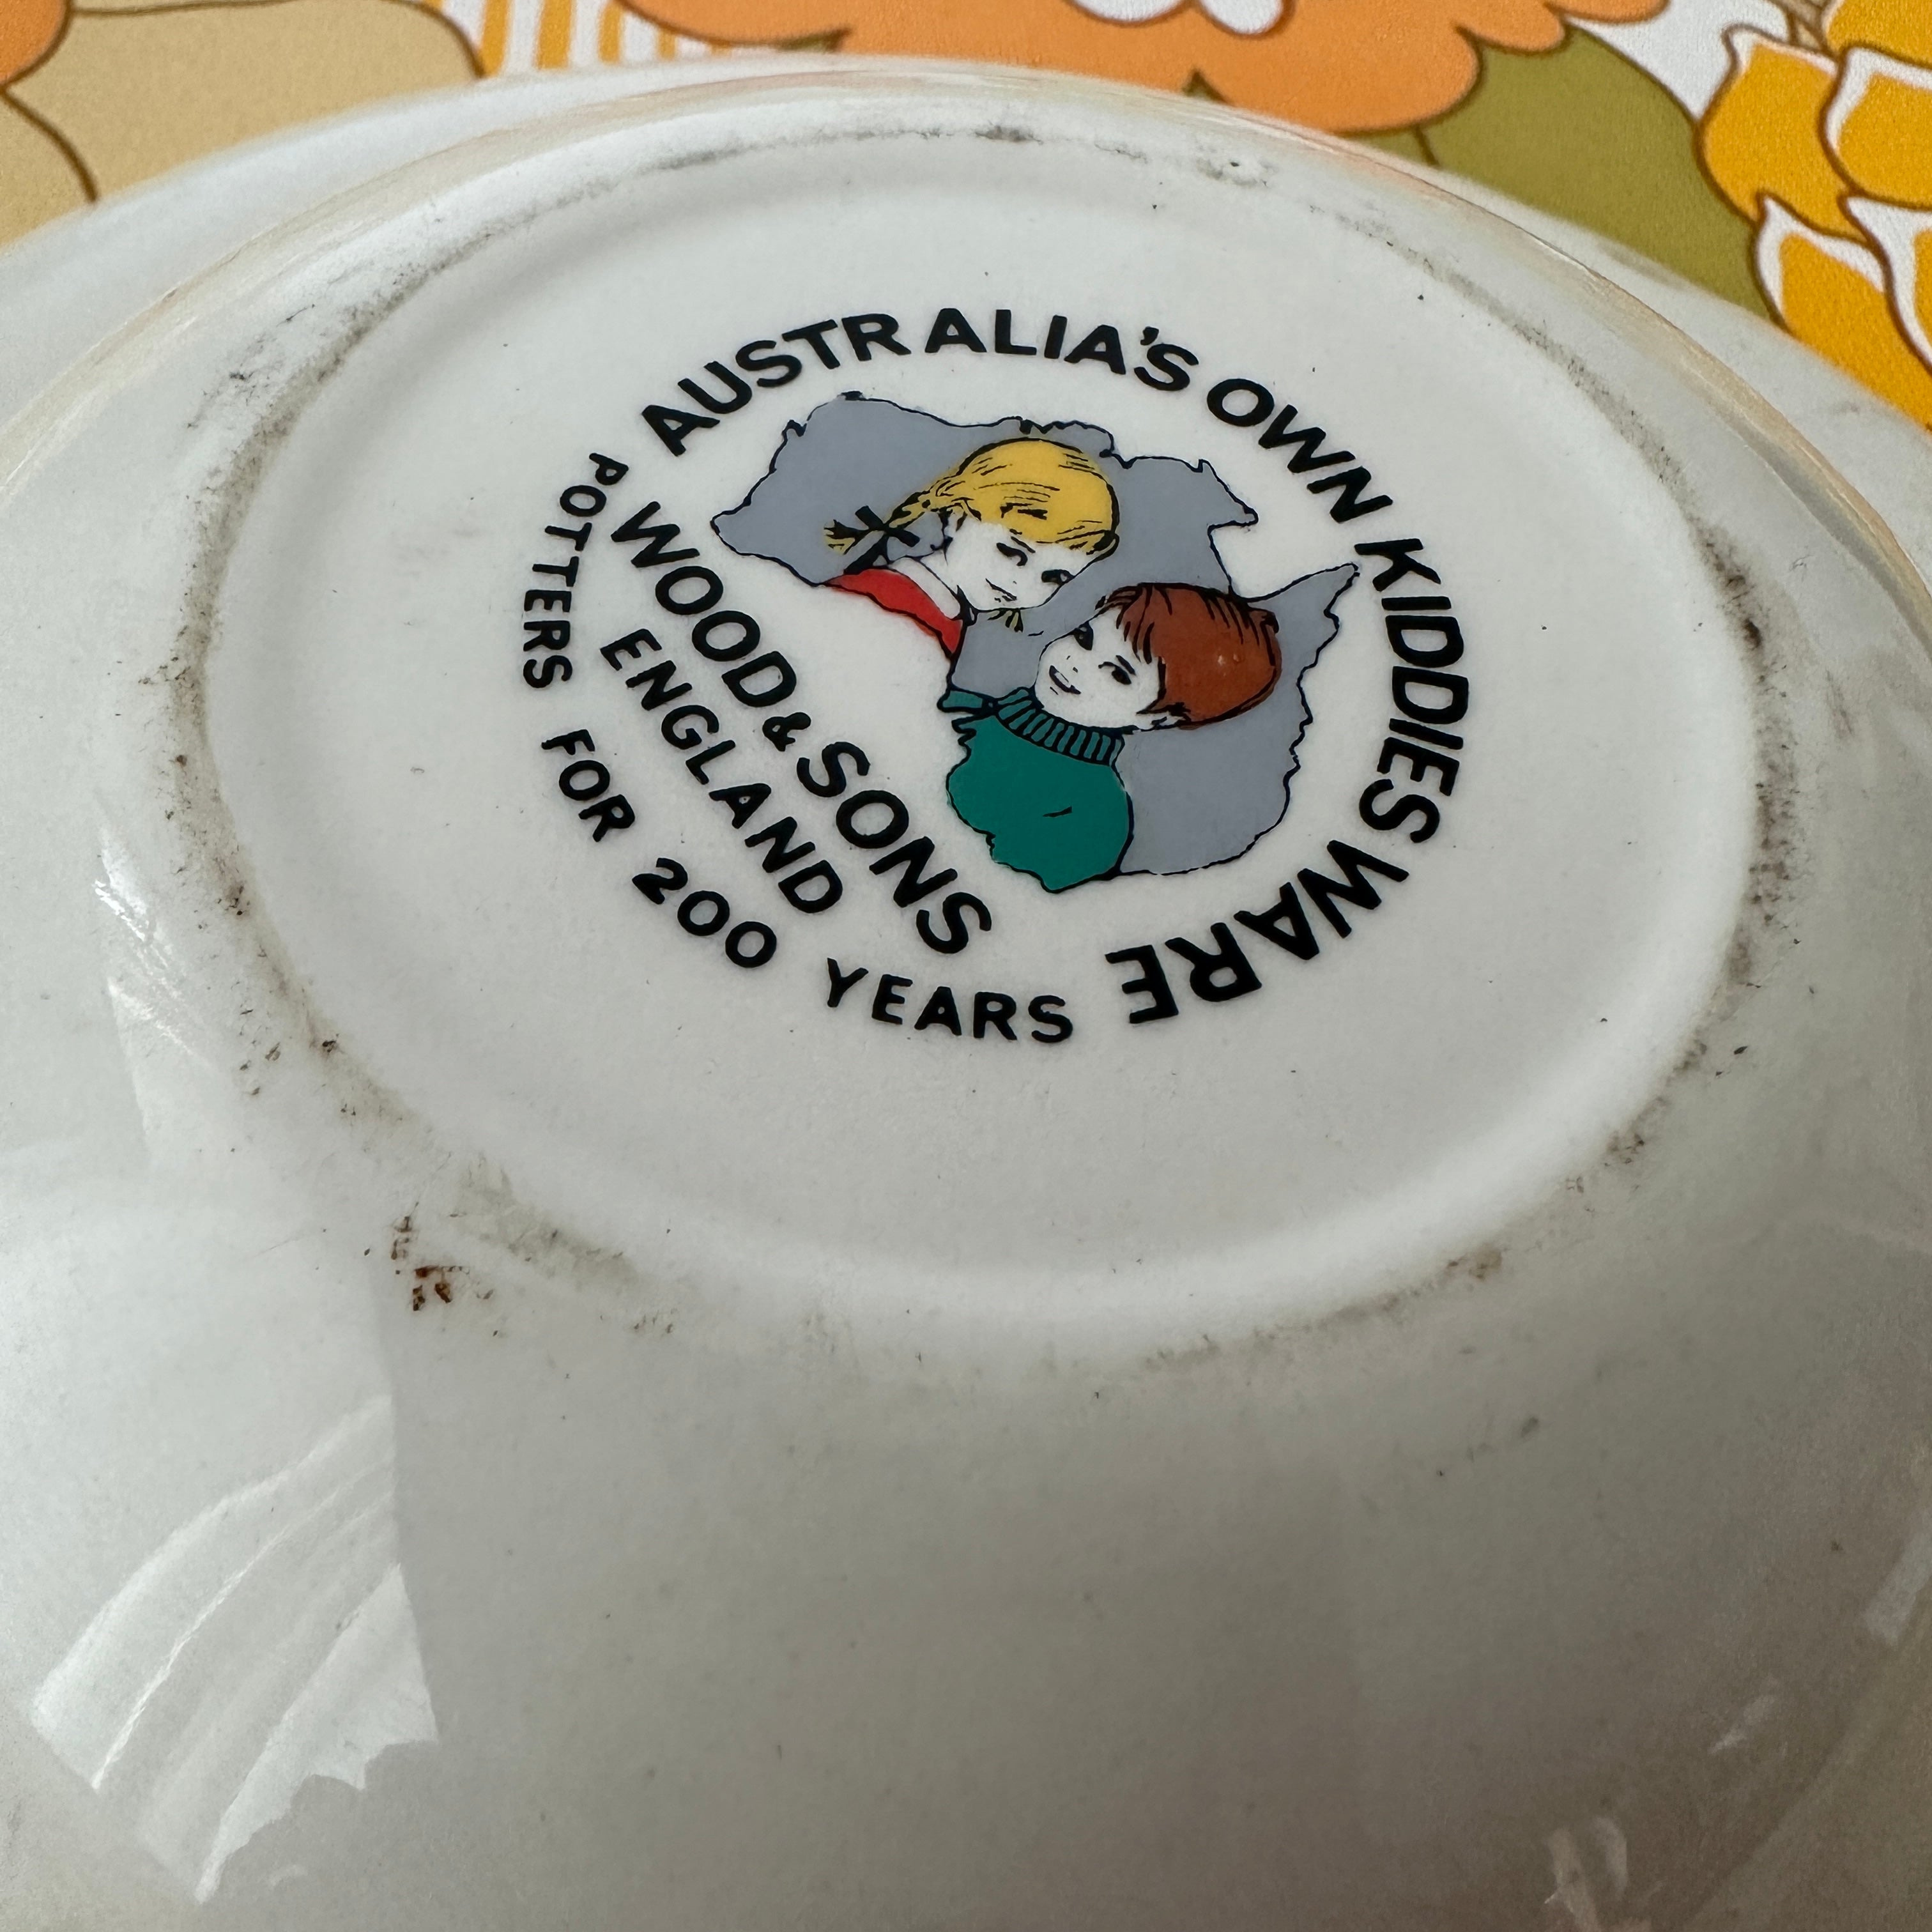 AUSTRALIA'S OWN KIDDIES WARE
WOOD & SONS
ENGLAND
POTTERS FOR 200 YEARS